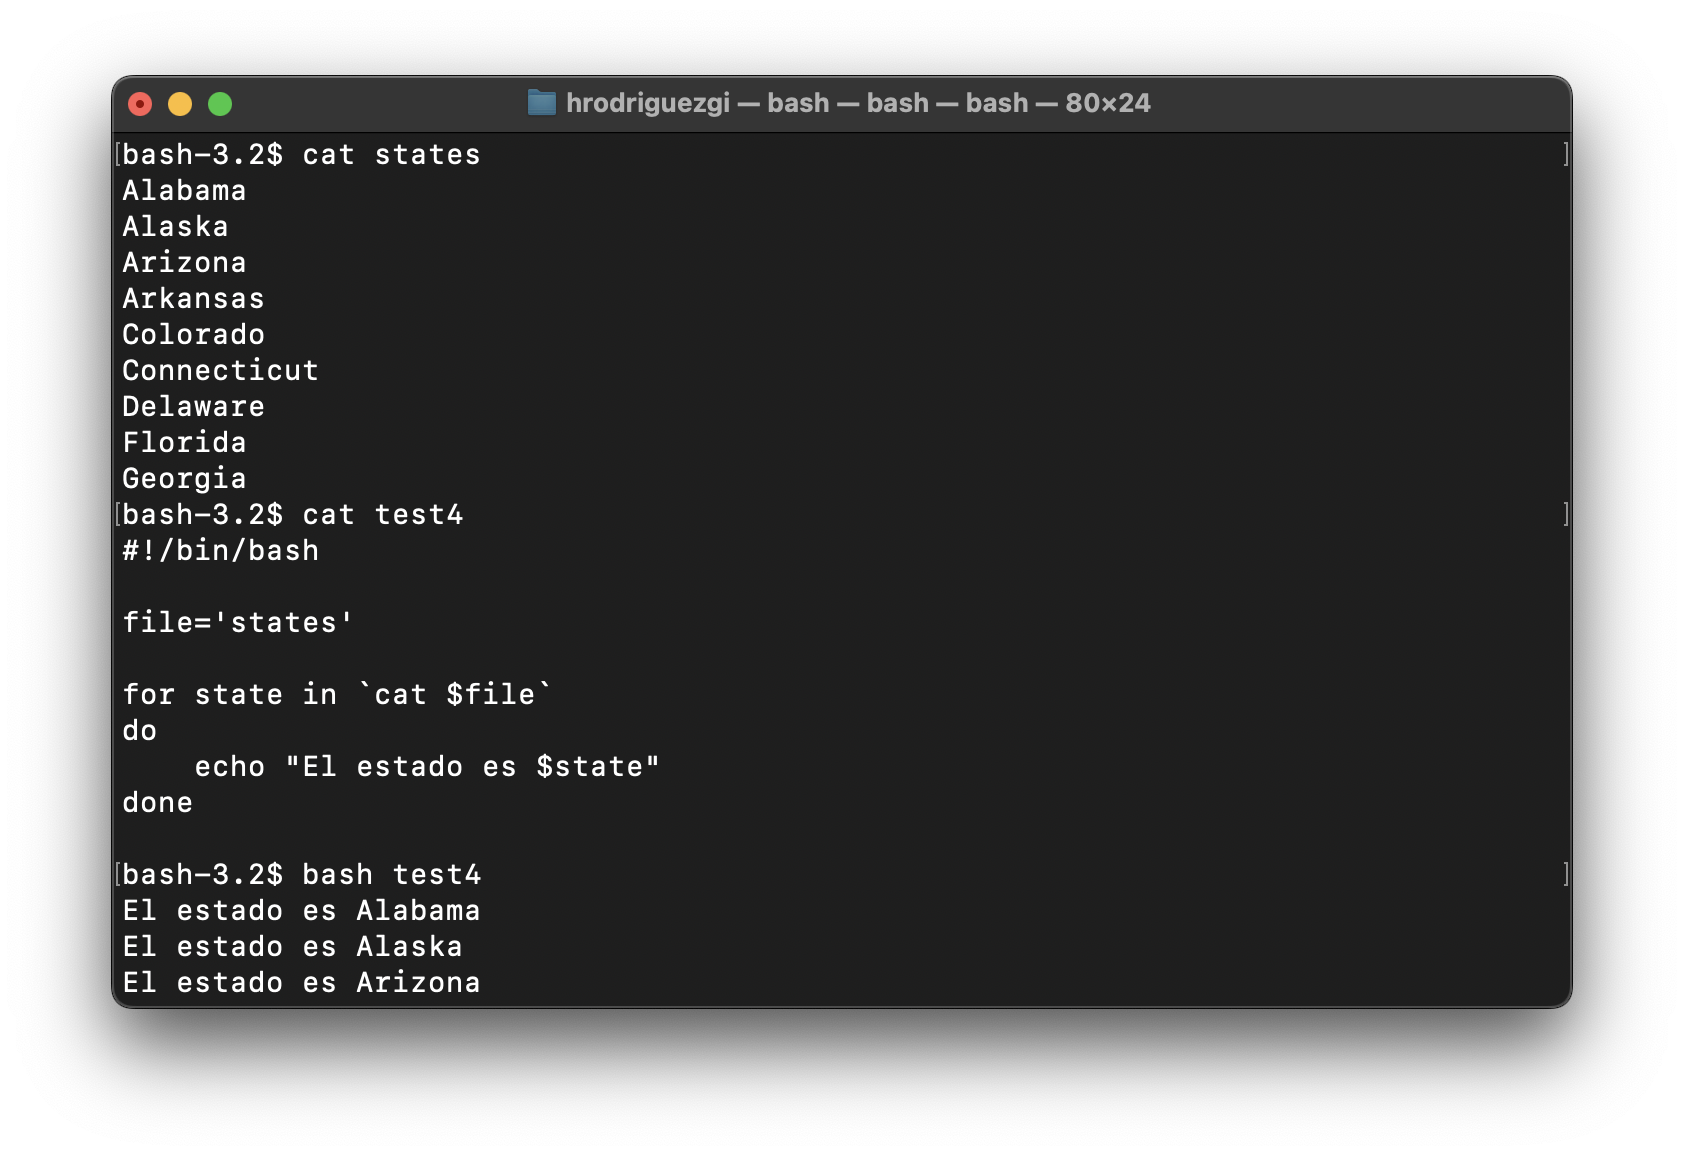 hrodriguezgi — bash — bash — bash — 80×24
[bash-3.2$ cat states ]
Alabama
Alaska
Arizona
Arkansas
Colorado
Connecticut
Delaware
Florida
Georgia
[bash-3.2$ cat test4 ]
#!/bin/bash

file='states'

for state in `cat $file`
do
    echo "El estado es $state"
done

[bash-3.2$ bash test4 ]
El estado es Alabama
El estado es Alaska
El estado es Arizona